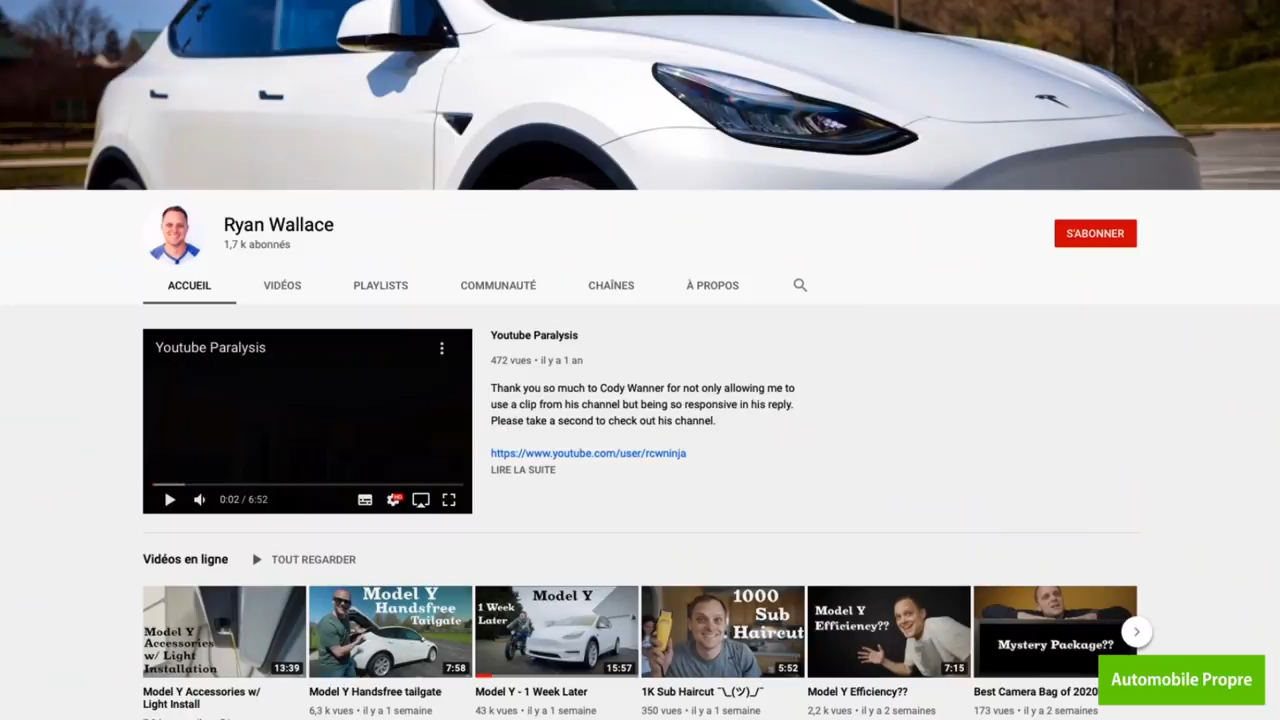 Ryan Wallace
1,7 k abonnés
S'ABONNER
ACCUEIL
VIDÉOS
PLAYLISTS
COMMUNAUTÉ
CHAÎNES
À PROPOS
Youtube Paralysis
0:02 / 6:52
Youtube Paralysis
472 vues • il y a 1 an
Thank you so much to Cody Wanner for not only allowing me to
use a clip from his channel but being so responsive in his reply.
Please take a second to check out his channel.
https://www.youtube.com/user/rcwninja
LIRE LA SUITE
Vidéos en ligne
TOUT REGARDER
Model Y
Accessories
w/ Light
Installation
13:39
Model Y Accessories w/
Light Install
Model Y
Handsfree
Tailgate
7:58
Model Y Handsfree tailgate
6,3 k vues • il y a 1 semaine
1 Week
Later
Model Y
15:57
Model Y - 1 Week Later
43 k vues • il y a 1 semaine
1000
Sub
Haircut
5:52
1K Sub Haircut ¯\_(ツ)_/¯
350 vues • il y a 1 semaine
Model Y
Efficiency??
7:15
Model Y Efficiency??
2,2 k vues • il y a 2 semaines
Mystery Package??
Best Camera Bag of 2020
173 vues • il y a 2 semaines
Automobile Propre